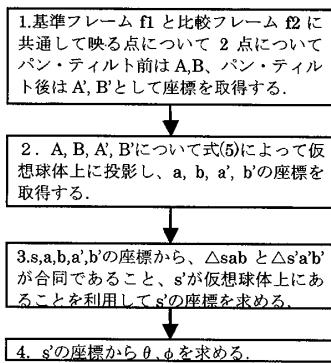 1.基準フレーム f1 と比較フレーム f2 に
共通して映る点について 2 点について
パン・ティルト前は A,B、パン・ティル
ト後は A', B'として座標を取得する.
2. A, B, A', B'について式(5)によって仮
想球体上に投影し、a, b, a', b'の座標を
取得する.
3.s,a,b,a',b'の座標から、△sab と△s'a'b'
が合同であること、s'が仮想球体上にあ
ることを利用して s'の座標を求める.
4. s'の座標からθ、φを求める.